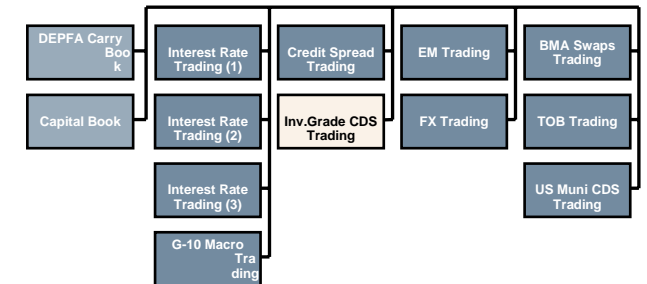 DEPFA Carry
Boo
k
Interest Rate
Trading (1)
Credit Spread
Trading
EM Trading
BMA Swaps
Trading
Capital Book
Interest Rate
Trading (2)
Inv.Grade CDS
Trading
FX Trading
TOB Trading
Interest Rate
Trading (3)
US Muni CDS
Trading
G-10 Macro
Tra
ding